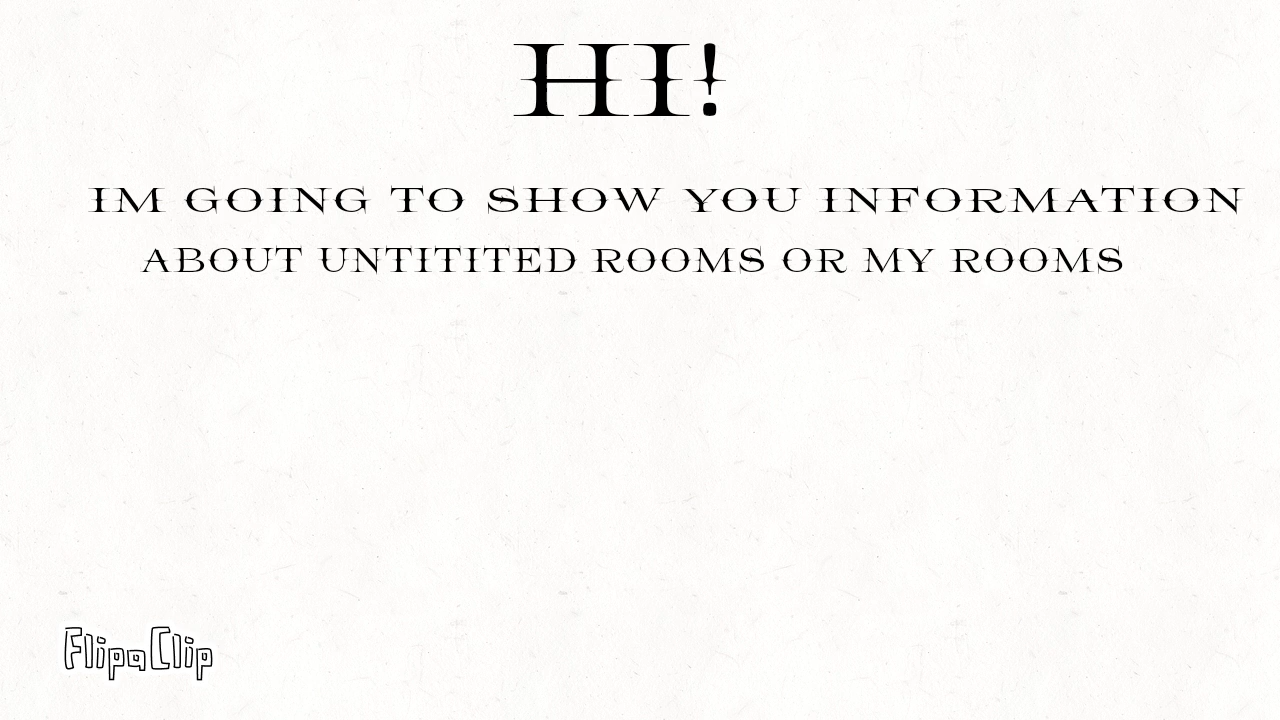 HI!
IM GOING TO SHOW YOU INFORMATION
ABOUT UNTITITED ROOMS OR MY ROOMS
FlipaClip